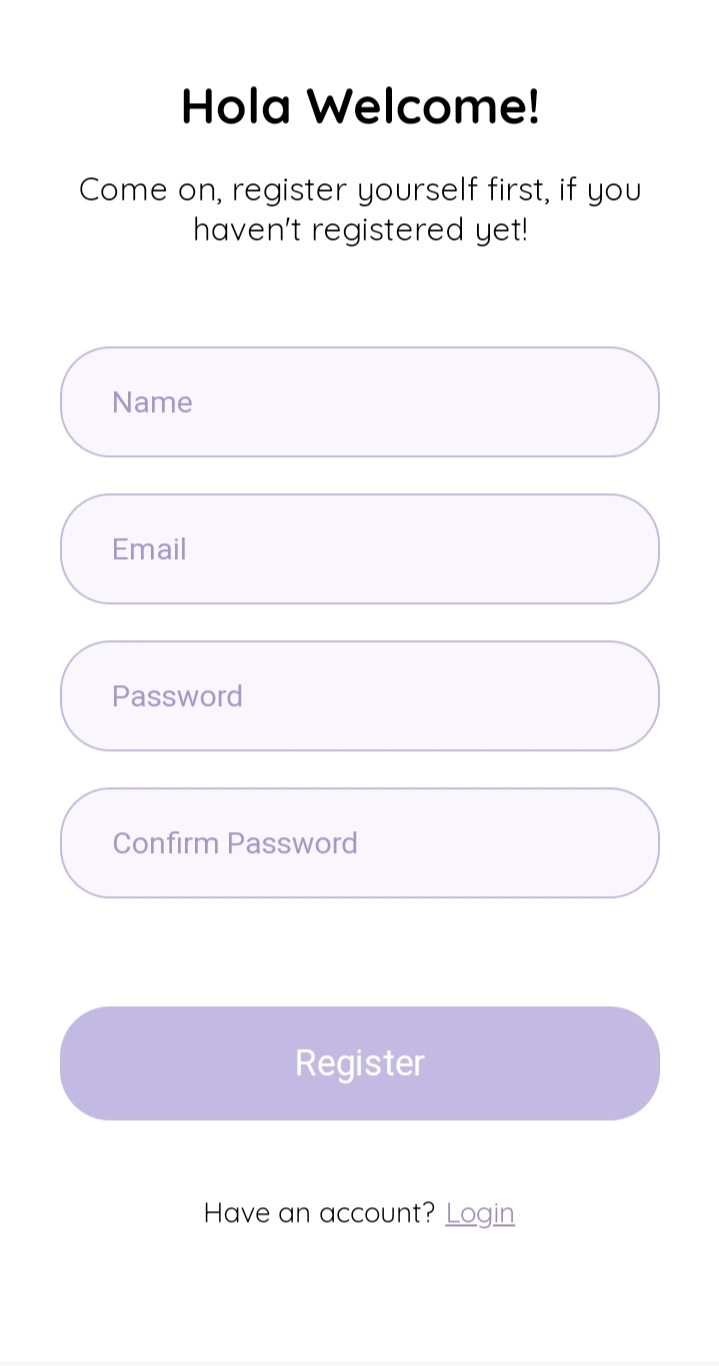 Hola Welcome!
Come on, register yourself first, if you
haven't registered yet!
Name
Email
Password
Confirm Password
Register
Have an account? Login